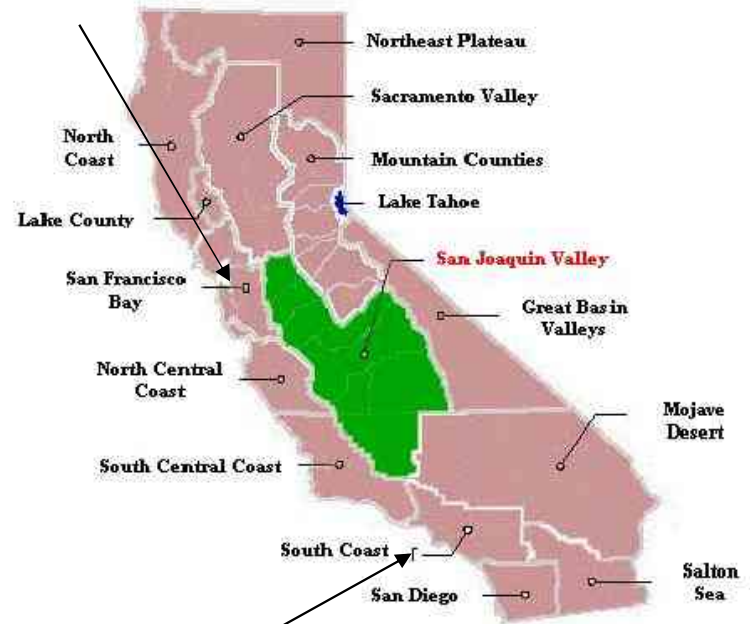 Northeast Plateau
Sacramento Valley
North
Coast
Mountain Counties
Lake Tahoe
Lake County
San Joaquin Valley
San Francisco
Bay
Great Basin
Valleys
North Central
Coast
Mojave
Desert
South Central Coast
South Coast
San Diego
Salton
Sea